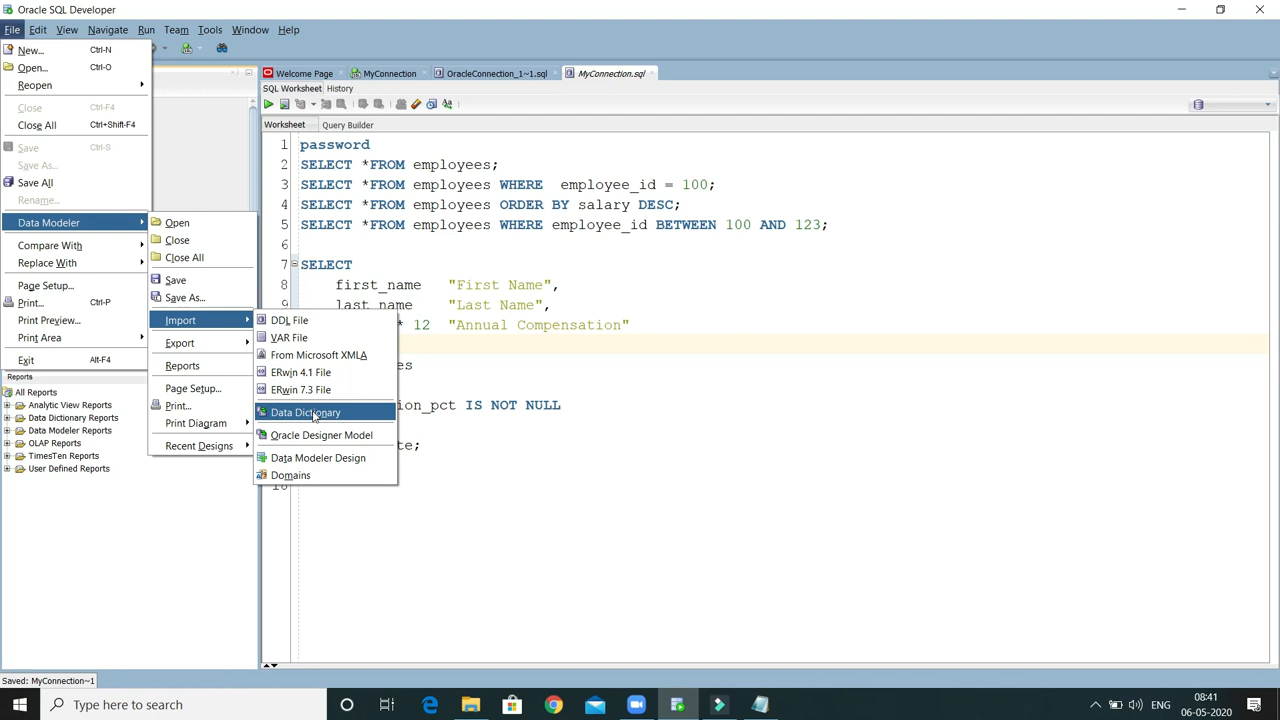 Oracle SQL Developer
File Edit View Navigate Run Team Tools Window Help
New... Ctrl-N
Open... Ctrl-O
Reopen
Close Ctrl-F4
Close All Ctrl+Shift-F4
Save Ctrl-S
Save As...
Save All
Rename...
Data Modeler
Compare With
Replace With
Page Setup...
Print... Ctrl-P
Print Preview...
Print Area
Exit Alt-F4
Open
Close
Close All
Save
Save As...
Import
Export
Reports
Page Setup...
Print...
Print Diagram
Recent Designs
DDL File
VAR File
From Microsoft XMLA
ERwin 4.1 File
ERwin 7.3 File
Data Dictionary
Oracle Designer Model
Data Modeler Design
Domains
Reports
All Reports
Analytic View Reports
Data Dictionary Reports
Data Modeler Reports
OLAP Reports
TimesTen Reports
User Defined Reports
Welcome Page MyConnection OracleConnection_1~1.sql MyConnection.sql
SQL Worksheet History
Worksheet Query Builder
1 password
2 SELECT *FROM employees;
3 SELECT *FROM employees WHERE employee_id = 100;
4 SELECT *FROM employees ORDER BY salary DESC;
5 SELECT *FROM employees WHERE employee_id BETWEEN 100 AND 123;
6
7 SELECT
8 first_name "First Name",
9 last_name "Last Name",
* 12 "Annual Compensation"
es
ion_pct IS NOT NULL
te;
Saved: MyConnection~1
Type here to search
ENG
08:41
06-05-2020